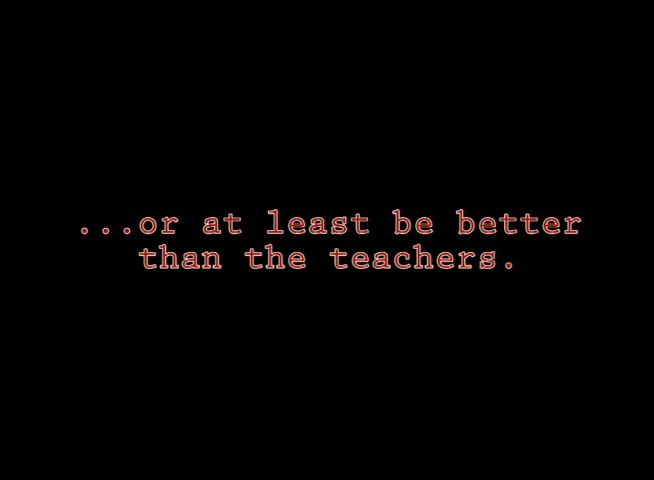 ...or at least be better
than the teachers.